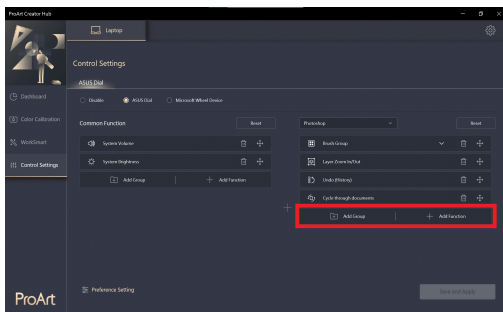 ProArt Creator Hub
Laptop
Control Settings
ASUS Dial
Dashboard
Disable ASUS Dial Microsoft Wheel Device
Color Calibration
Common Function Reset Photoshop Reset
WorkSmart
System Volume Brush Group
Control Settings
System Brightness Layer Zoom In/Out
Add Group Add Function Undo (History)
Cycle through documents
Add Group Add Function
Preference Setting Save and Apply
ProArt